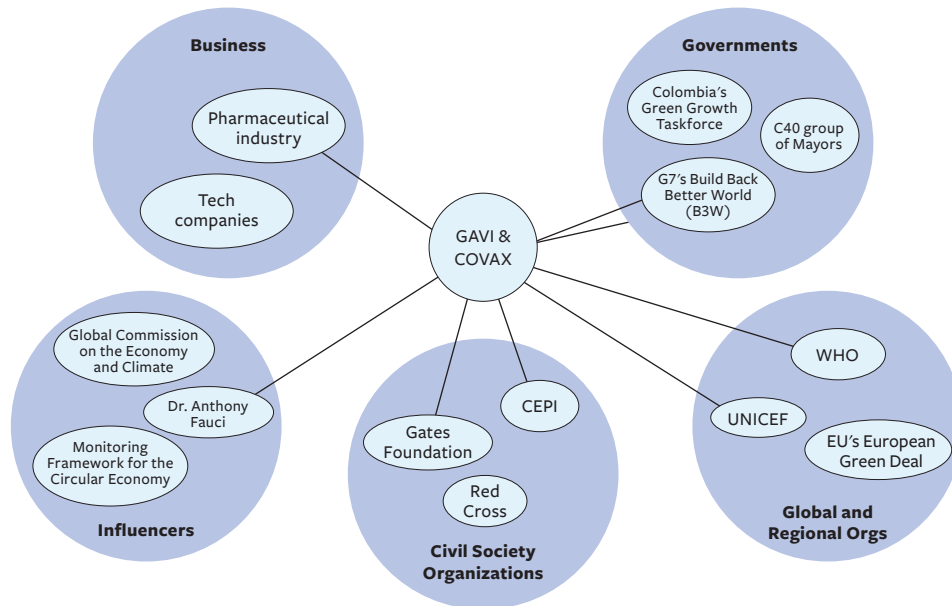 Business
Pharmaceutical
industry
Tech
companies
Governments
Colombia's
Green Growth
Taskforce
C40 group
of Mayors
G7's Build Back
Better World
(B3W)
GAVI &
COVAX
Global Commission
on the Economy
and Climate
Dr. Anthony
Fauci
Monitoring
Framework for the
Circular Economy
Influencers
CEPI
Gates
Foundation
Red
Cross
Civil Society
Organizations
WHO
UNICEF
EU's European
Green Deal
Global and
Regional Orgs